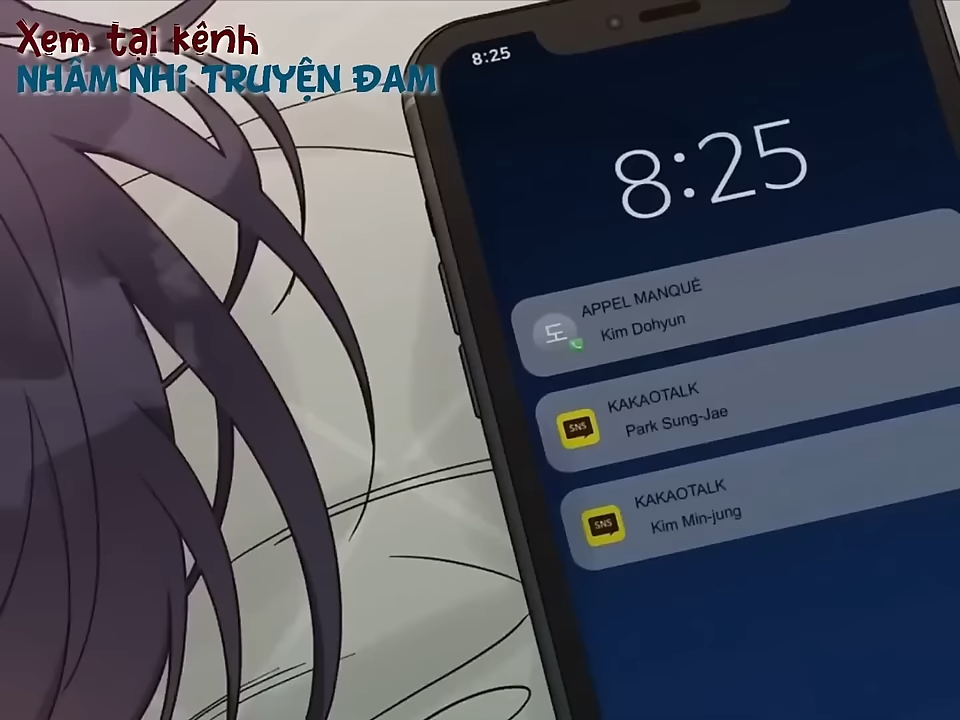 Xem tại kênh
NHÂM NHI TRUYỆN ĐAM
8:25
8:25
APPEL MANQUÉ
도
Kim Dohyun
KAKAOTALK
SNS
Park Sung-Jae
KAKAOTALK
SNS
Kim Min-jung